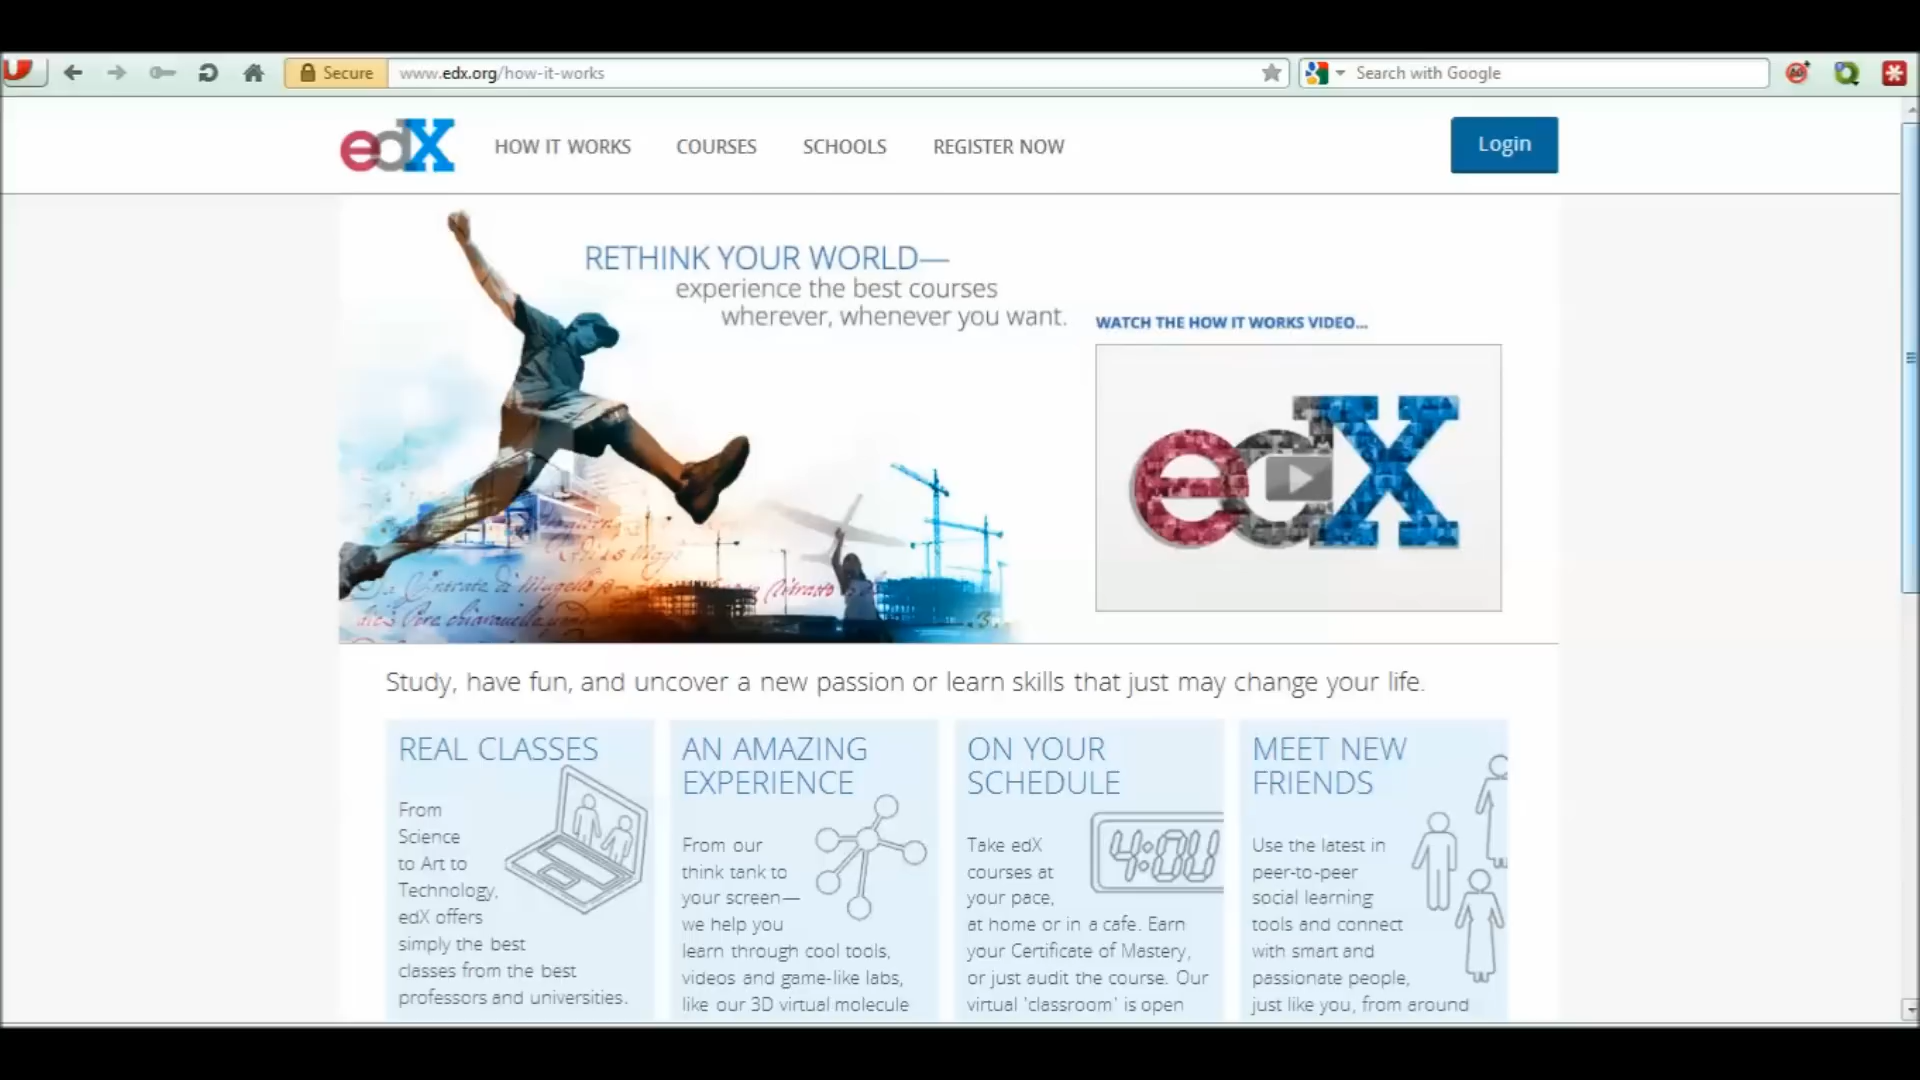 Secure www.edx.org/how-it-works Search with Google
edX HOW IT WORKS COURSES SCHOOLS REGISTER NOW Login
RETHINK YOUR WORLD—
experience the best courses
wherever, whenever you want.
WATCH THE HOW IT WORKS VIDEO...
edX
Study, have fun, and uncover a new passion or learn skills that just may change your life.
REAL CLASSES
From
Science
to Art to
Technology,
edX offers
simply the best
classes from the best
professors and universities.
AN AMAZING
EXPERIENCE
From our
think tank to
your screen—
we help you
learn through cool tools,
videos and game-like labs,
like our 3D virtual molecule
ON YOUR
SCHEDULE
4:00
Take edX
courses at
your pace,
at home or in a cafe. Earn
your Certificate of Mastery,
or just audit the course. Our
virtual 'classroom' is open
MEET NEW
FRIENDS
Use the latest in
peer-to-peer
social learning
tools and connect
with smart and
passionate people,
just like you, from around